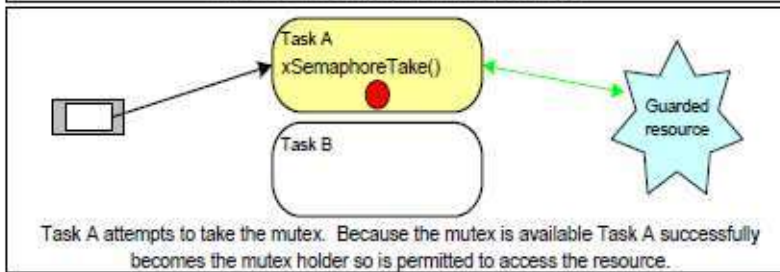 Task A
xSemaphoreTake()
Guarded
resource
Task B
Task A attempts to take the mutex.  Because the mutex is available Task A successfully
becomes the mutex holder so is permitted to access the resource.